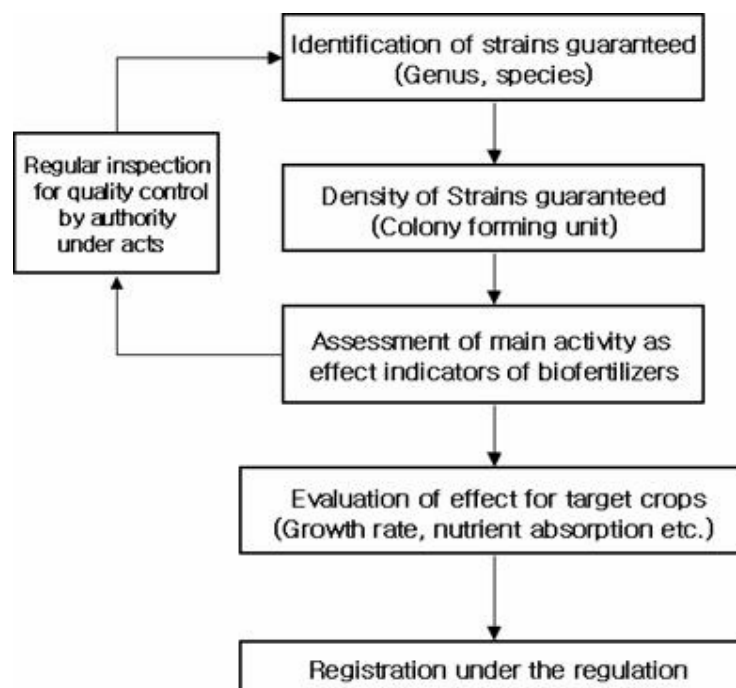 Identification of strains guaranteed
(Genus, species)
Regular inspection
for quality control
by authority
under acts
Density of Strains guaranteed
(Colony forming unit)
Assessment of main activity as
effect indicators of biofertilizers
Evaluation of effect for target crops
(Growth rate, nutrient absorption etc.)
Registration under the regulation